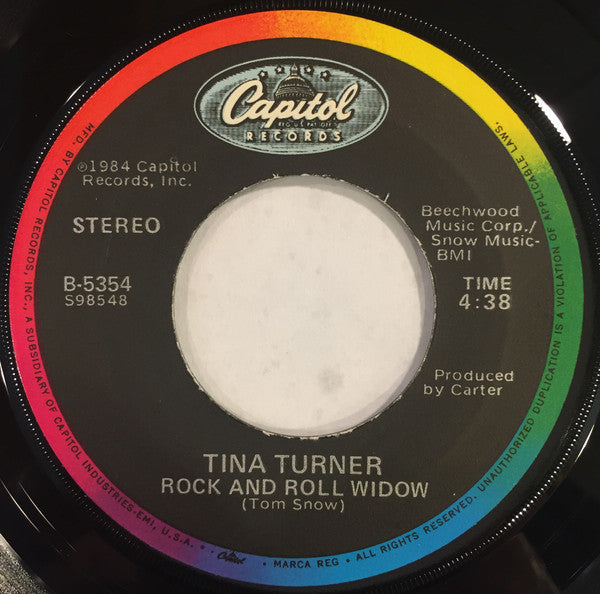 Capitol
REG. U.S. PAT. OFF.
RECORDS
℗1984 Capitol
Records, Inc.
STEREO
B-5354
S98548
Beechwood
Music Corp./
Snow Music-
BMI
TIME
4:38
Produced
by Carter
TINA TURNER
ROCK AND ROLL WIDOW
(Tom Snow)
MFD. BY CAPITOL RECORDS, INC., A SUBSIDIARY OF CAPITOL INDUSTRIES-EMI, U.S.A. • Capitol • MARCA REG • ALL RIGHTS RESERVED. UNAUTHORIZED DUPLICATION IS A VIOLATION OF APPLICABLE LAWS.